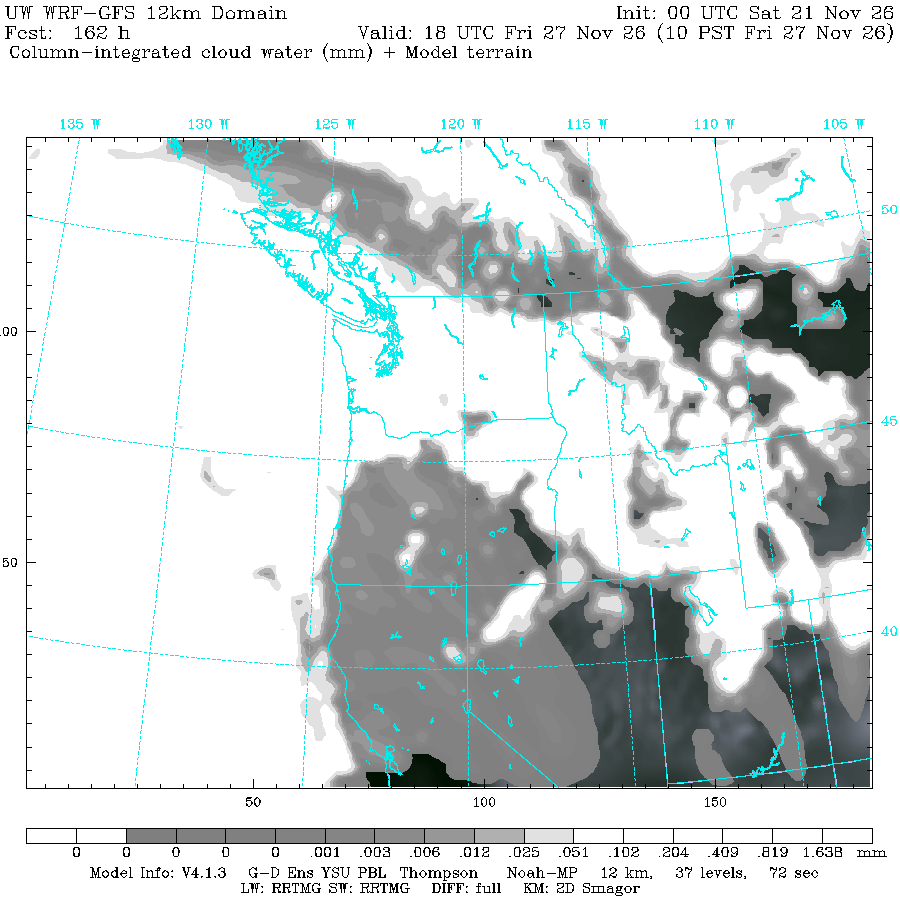 UW WRF-GFS 12km Domain Init: 00 UTC Sat 21 Nov 26
Fcst: 162 h Valid: 18 UTC Fri 27 Nov 26 (10 PST Fri 27 Nov 26)
Column-integrated cloud water (mm) + Model terrain
135 W 130 W 125 W 120 W 115 W 110 W 105 W
50
100
45
50
40
50 100 150
0 0 0 0 .001 .003 .006 .012 .025 .051 .102 .204 .409 .819 1.638 mm
Model Info: V4.1.3 G-D Ens YSU PBL Thompson Noah-MP 12 km, 37 levels, 72 sec
LW: RRTMG SW: RRTMG DIFF: full KM: 2D Smagor